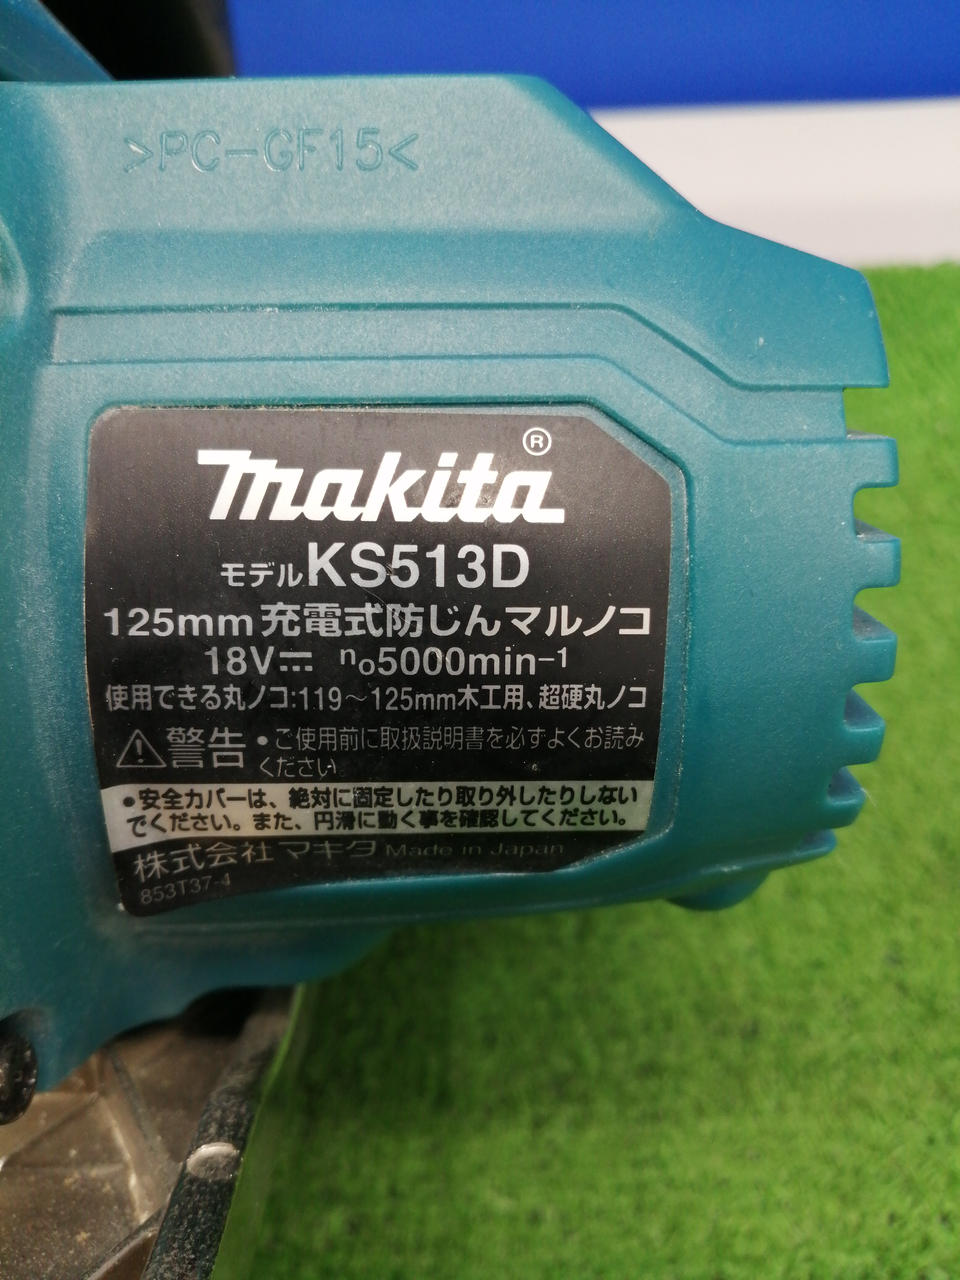 >PC-GF15<
makita®
モデルKS513D
125mm充電式防じんマルノコ
18V⎓ n₀5000min⁻¹
使用できる丸ノコ:119～125mm木工用、超硬丸ノコ
⚠警告 •ご使用前に取扱説明書を必ずよくお読み
ください
•安全カバーは、絶対に固定したり取り外したりしない
でください。また、円滑に動く事を確認してください。
株式会社 マキタ Made in Japan
853T37-4